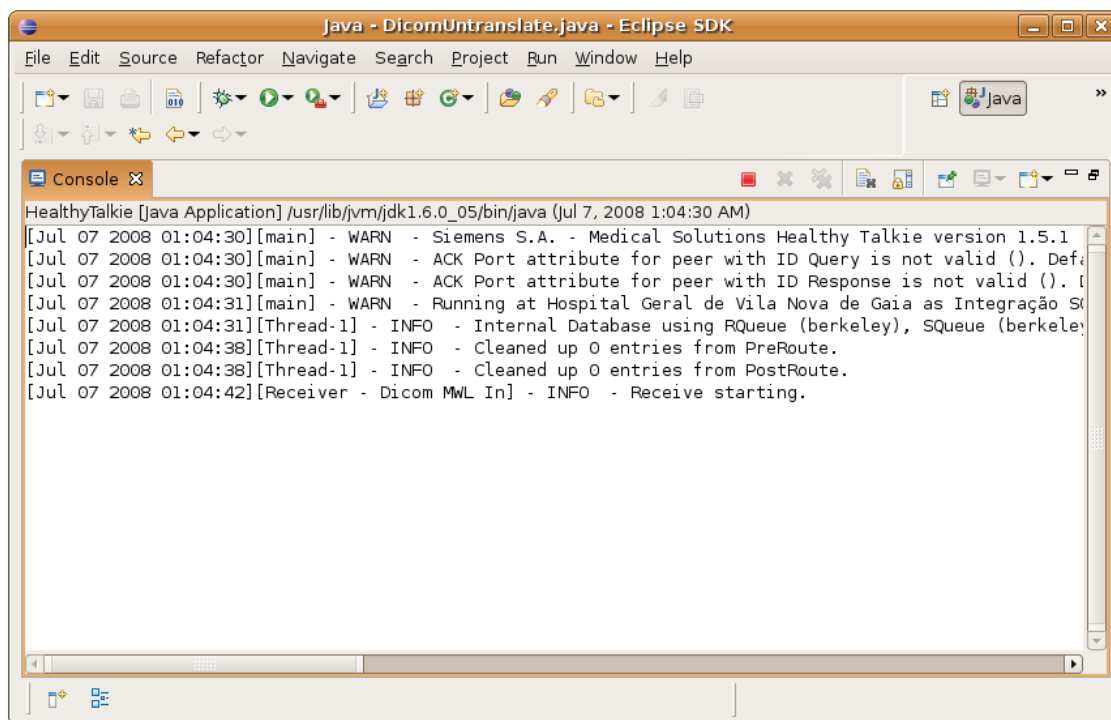 Java - DicomUntranslate.java - Eclipse SDK
File Edit Source Refactor Navigate Search Project Run Window Help
Java »
Console
HealthyTalkie [Java Application] /usr/lib/jvm/jdk1.6.0_05/bin/java (Jul 7, 2008 1:04:30 AM)
[Jul 07 2008 01:04:30][main] - WARN - Siemens S.A. - Medical Solutions Healthy Talkie version 1.5.1
[Jul 07 2008 01:04:30][main] - WARN - ACK Port attribute for peer with ID Query is not valid ().
[Jul 07 2008 01:04:30][main] - WARN - ACK Port attribute for peer with ID Response is not valid ().
[Jul 07 2008 01:04:31][main] - WARN - Running at Hospital Geral de Vila Nova de Gaia as Integração
[Jul 07 2008 01:04:31][Thread-1] - INFO - Internal Database using RQueue (berkeley), SQueue (berkeley
[Jul 07 2008 01:04:38][Thread-1] - INFO - Cleaned up 0 entries from PreRoute.
[Jul 07 2008 01:04:38][Thread-1] - INFO - Cleaned up 0 entries from PostRoute.
[Jul 07 2008 01:04:42][Receiver - Dicom MWL In] - INFO - Receive starting.